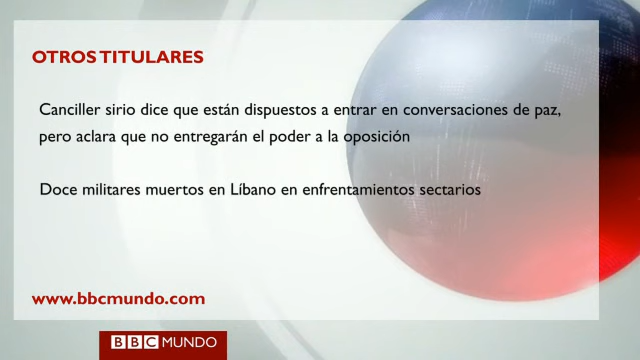 OTROS TITULARES
Canciller sirio dice que están dispuestos a entrar en conversaciones de paz,
pero aclara que no entregarán el poder a la oposición
Doce militares muertos en Líbano en enfrentamientos sectarios
www.bbcmundo.com
BBC MUNDO